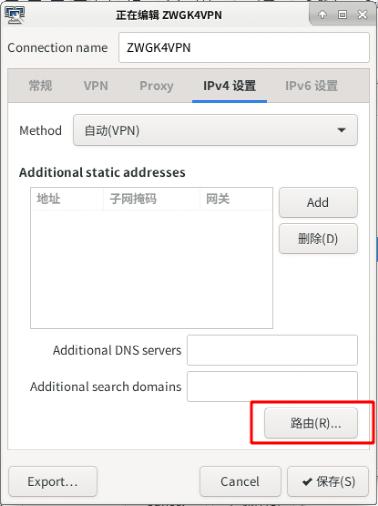 正在编辑 ZWGK4VPN
Connection name ZWGK4VPN
常规 VPN Proxy IPv4 设置 IPv6 设置
Method 自动(VPN)
Additional static addresses
地址 子网掩码 网关
Add
删除(D)
Additional DNS servers
Additional search domains
路由(R)...
Export... Cancel ✔保存(S)